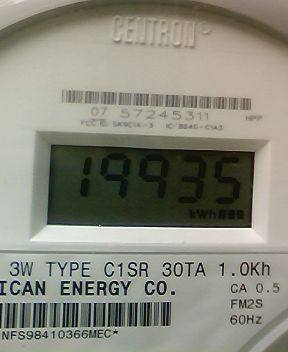 CENTRON®
07 57245311
19935
kWh
3W TYPE C1SR 30TA 1.0Kh
ICAN ENERGY CO.
CA 0.5
FM2S
60Hz
NFS98410366MEC*